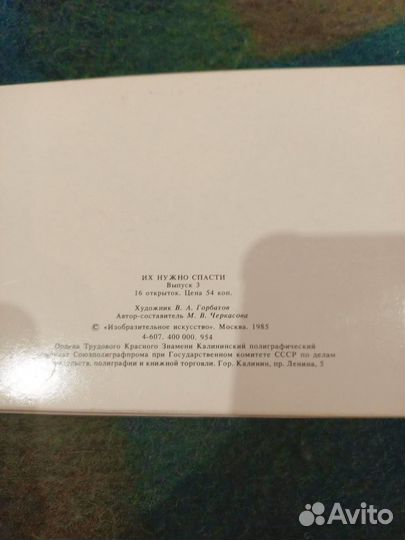 ИХ НУЖНО СПАСТИ
Выпуск 3
16 открыток. Цена 54 коп.
Художник В. А. Горбатов
Автор-составитель М. В. Черкасова
© «Изобразительное искусство». Москва. 1985
4-607. 400 000. 954
Ордена Трудового Красного Знамени Калининский полиграфический
Союзполиграфпрома при Государственном комитете СССР по делам
полиграфии и книжной торговли. Гор. Калинин, пр. Ленина, 5
Avito